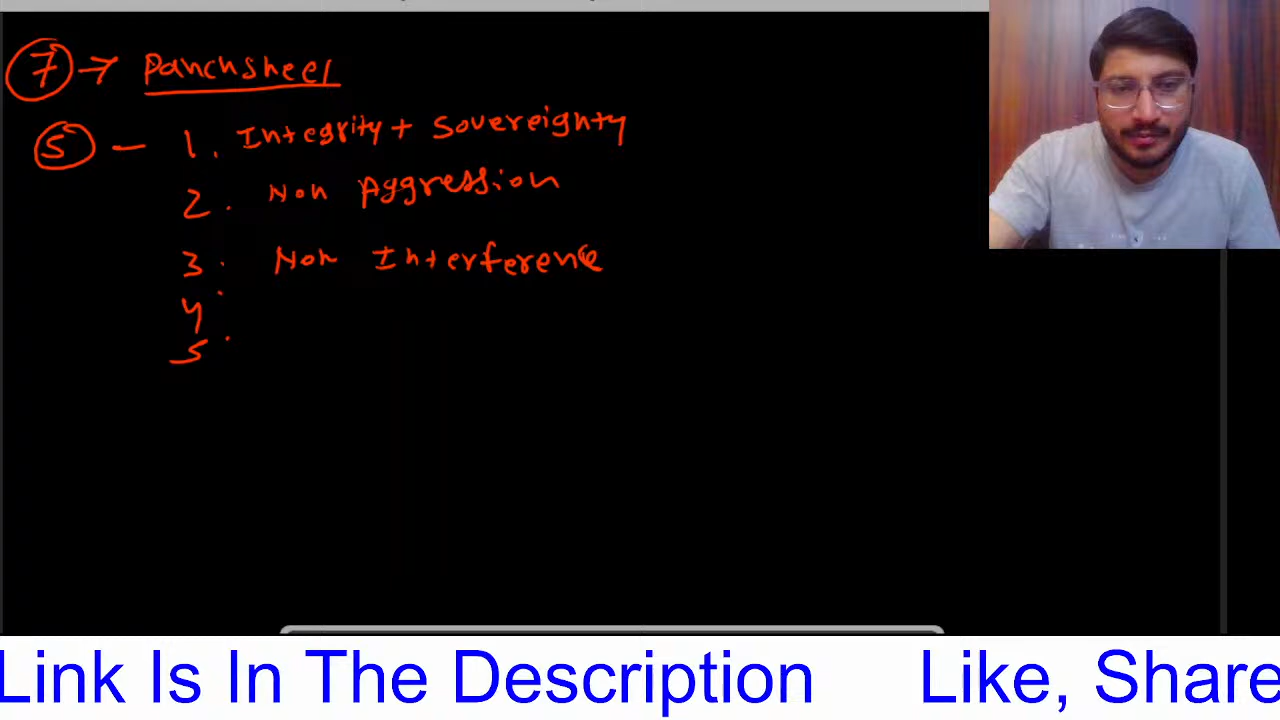 7 → Panchsheel
5 — 1. Integrity + Sovereignty
2. Non Aggression
3. Non Interference
4.
5.
Link Is In The Description Like, Share